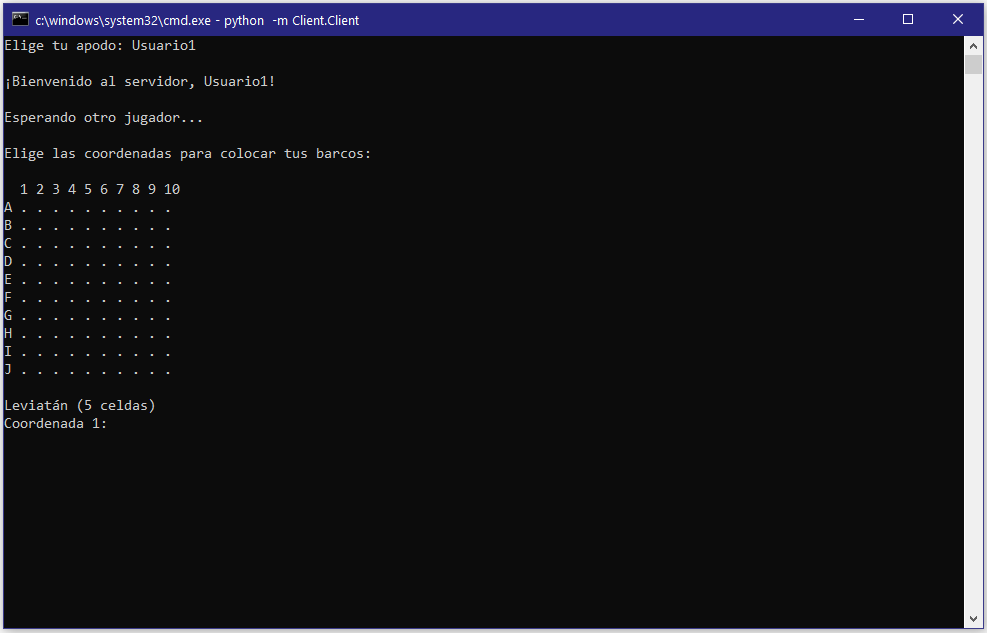 c:\windows\system32\cmd.exe - python  -m Client.Client
Elige tu apodo: Usuario1
¡Bienvenido al servidor, Usuario1!
Esperando otro jugador...
Elige las coordenadas para colocar tus barcos:
  1 2 3 4 5 6 7 8 9 10
A . . . . . . . . . .
B . . . . . . . . . .
C . . . . . . . . . .
D . . . . . . . . . .
E . . . . . . . . . .
F . . . . . . . . . .
G . . . . . . . . . .
H . . . . . . . . . .
I . . . . . . . . . .
J . . . . . . . . . .
Leviatán (5 celdas)
Coordenada 1: